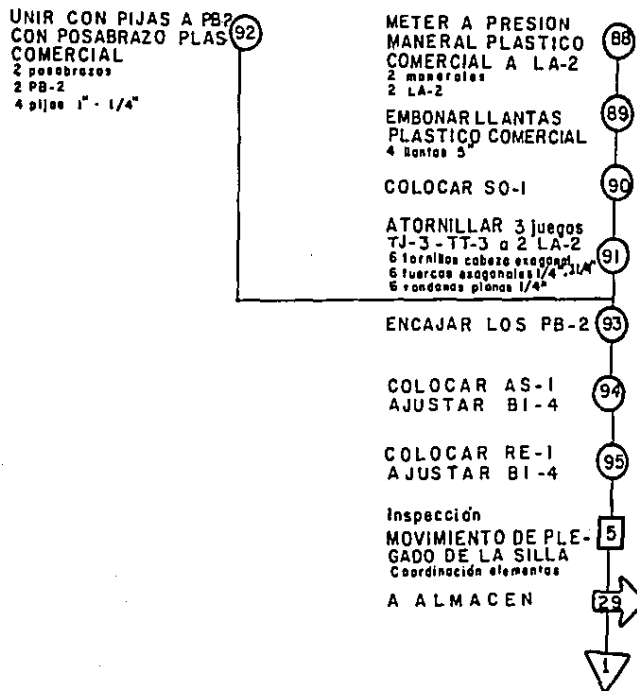 UNIR CON PIJAS A PB-2
CON POSABRAZO PLAS
COMERCIAL
2 posabrazos
2 PB-2
4 pijas 1" - 1/4"
92
METER A PRESION
MANERAL PLASTICO
COMERCIAL A LA-2
2 manerales
2 LA-2
88
EMBONAR LLANTAS
PLASTICO COMERCIAL
4 llantas 5"
89
COLOCAR SO-1
90
ATORNILLAR 3 juegos
TJ-3-TT-3 a 2 LA-2
6 tornillos cabeza exagonal
6 tuercas exagonales 1/4"
6 rondanas planas 1/4"
91
ENCAJAR LOS PB-2
93
COLOCAR AS-1
AJUSTAR BI-4
94
COLOCAR RE-1
AJUSTAR BI-4
95
Inspección
MOVIMIENTO DE PLE-
GADO DE LA SILLA
Coordinación elementos
5
A ALMACEN
29
1